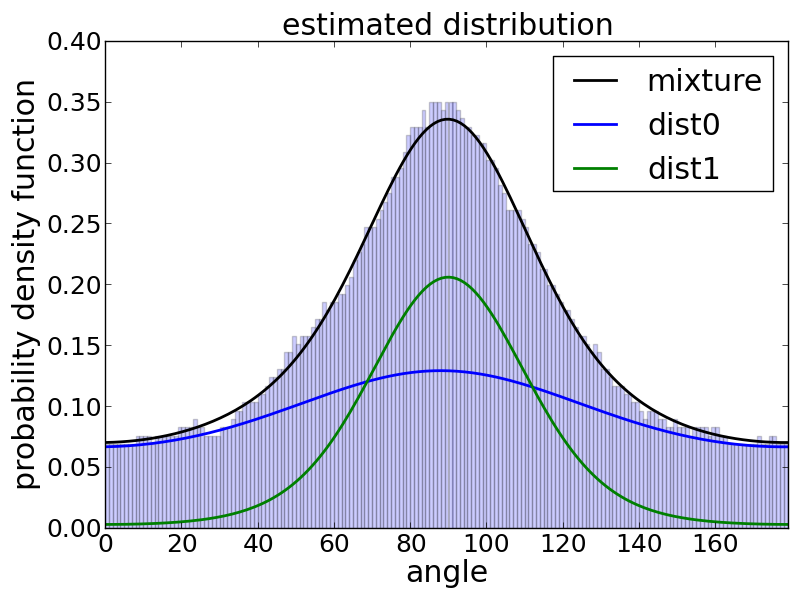 estimated distribution
probability density function
0.40
0.35
0.30
0.25
0.20
0.15
0.10
0.05
0.00
mixture
dist0
dist1
0 20 40 60 80 100 120 140 160
angle